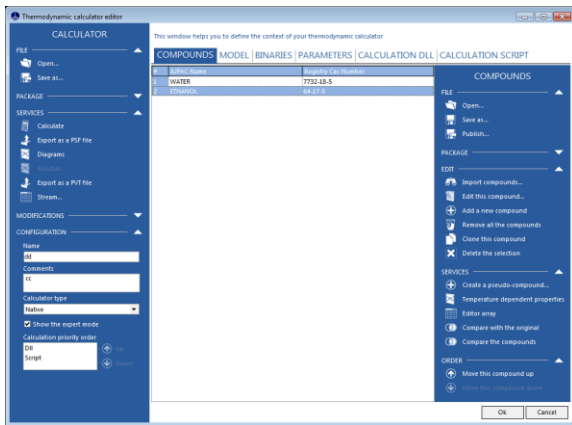 Thermodynamic calculator editor
CALCULATOR
FILE
Open...
Save as...
PACKAGE
SERVICES
Calculate
Export as a PSF file
Diagrams
Export as a PVT file
Stream...
MODIFICATIONS
CONFIGURATION
Name
dd
Comments
cc
Calculator type
Native
Show the expert mode
Calculation priority order
Dll
Script
Up
Down
This window helps you to define the context of your thermodynamic calculator
COMPOUNDS MODEL BINARIES PARAMETERS CALCULATION DLL CALCULATION SCRIPT
# IUPAC Name Registry Cas Number
1 WATER 7732-18-5
2 ETHANOL 64-17-5
COMPOUNDS
FILE
Open...
Save as...
Publish...
PACKAGE
EDIT
Import compounds...
Edit this compound...
Add a new compound
Remove all the compounds
Clone this compound
Delete the selection
SERVICES
Create a pseudo-compound...
Temperature dependent properties
Editor array
Compare with the original
Compare the compounds
ORDER
Move this compound up
Move this compound down
Ok
Cancel